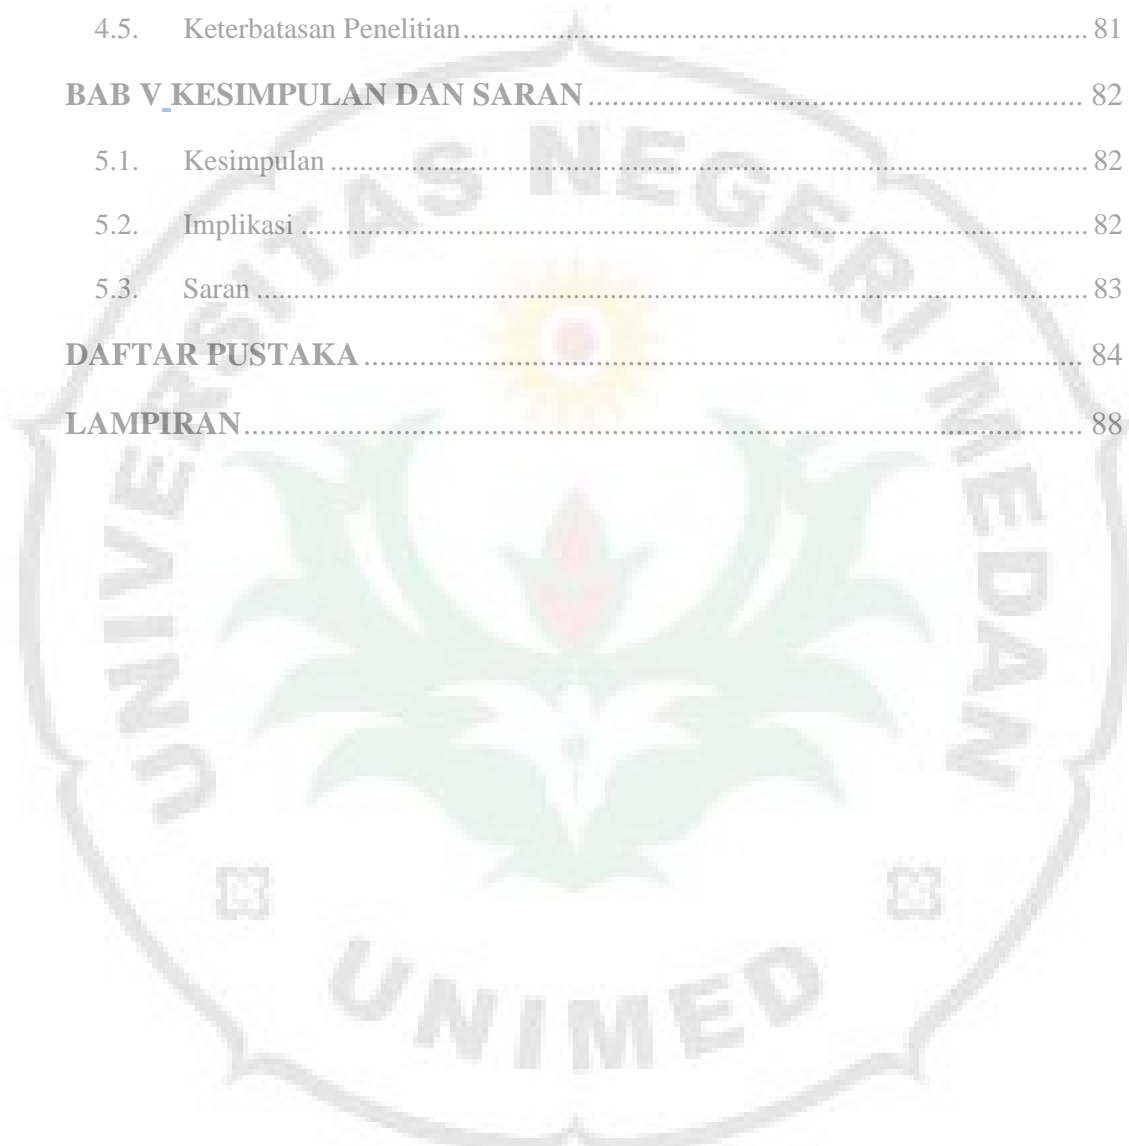 4.5. Keterbatasan Penelitian........................................................................................ 81
BAB V KESIMPULAN DAN SARAN...................................................................... 82
5.1. Kesimpulan........................................................................................................... 82
5.2. Implikasi............................................................................................................... 82
5.3. Saran..................................................................................................................... 83
DAFTAR PUSTAKA...................................................................................................... 84
LAMPIRAN...................................................................................................................... 88
UNIVERSITAS NEGERI MEDAN
UNIMED